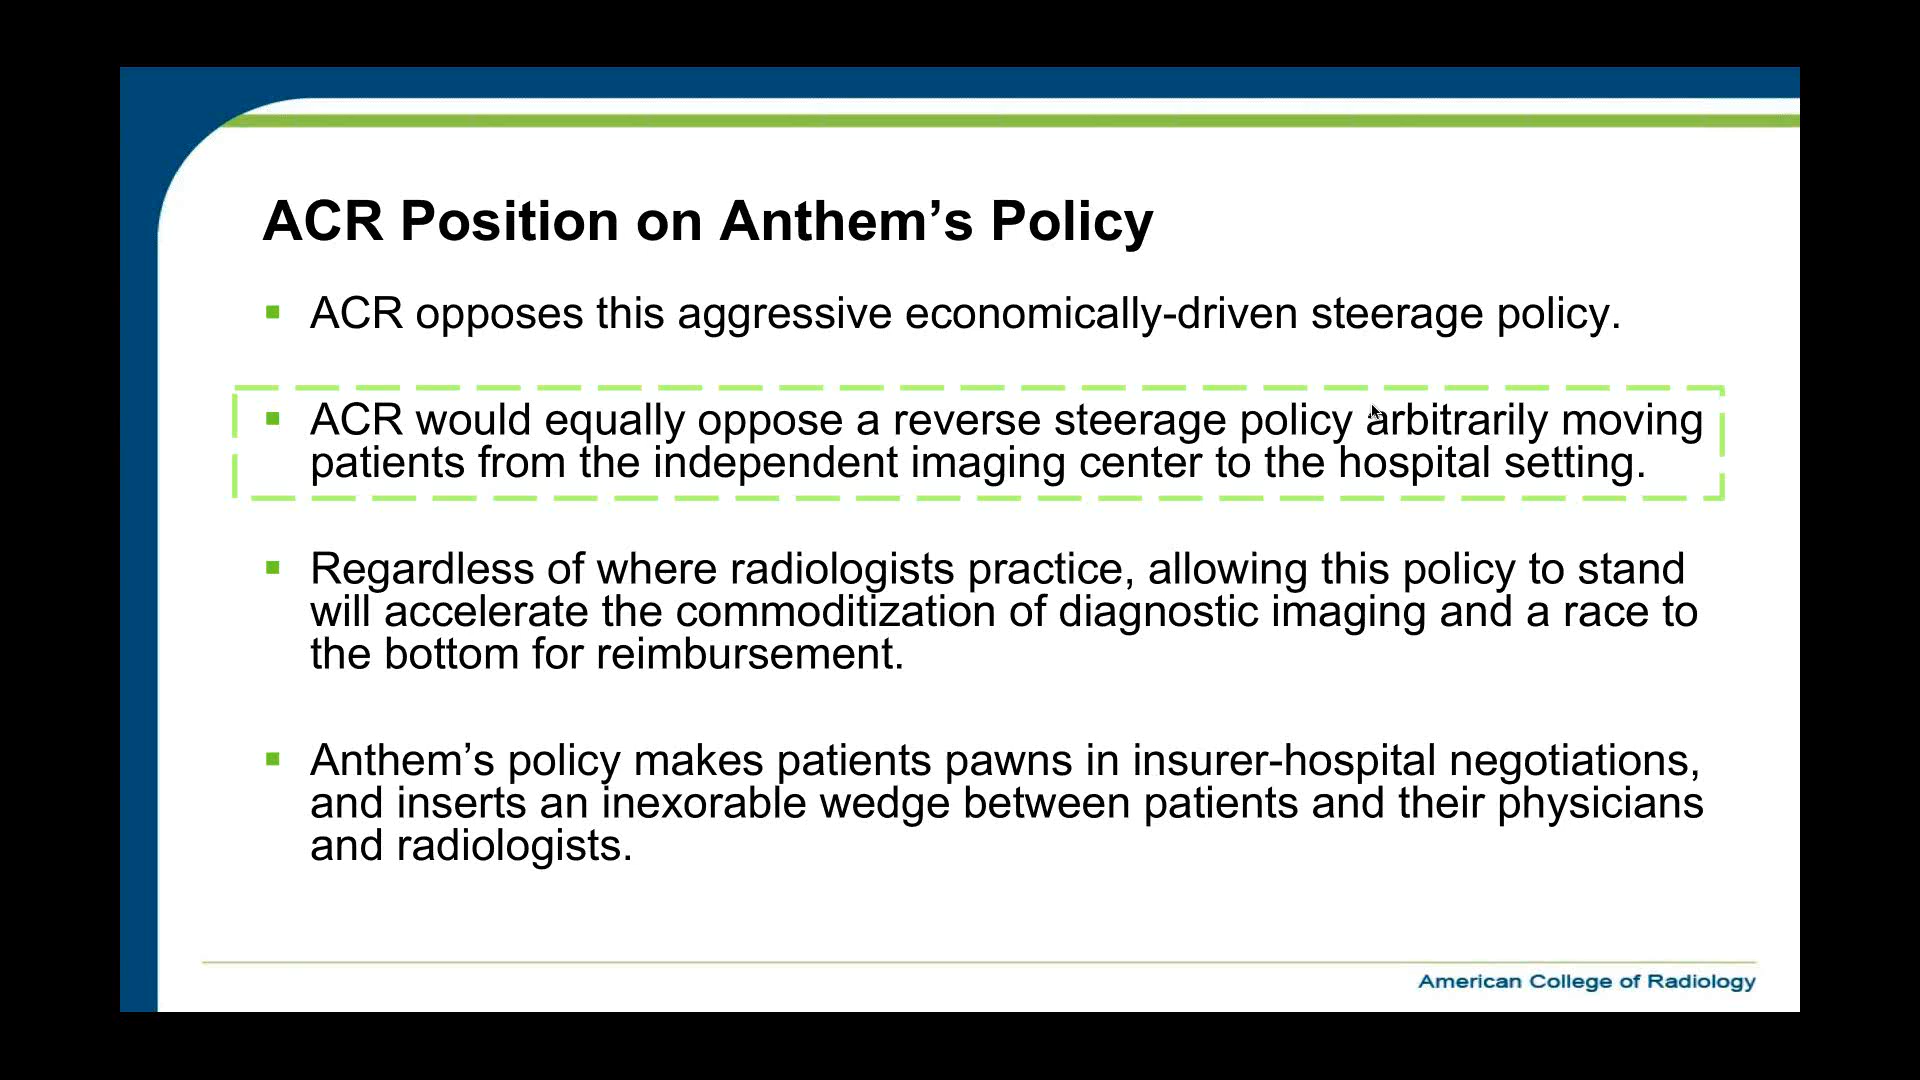 ACR Position on Anthem’s Policy
ACR opposes this aggressive economically-driven steerage policy.
ACR would equally oppose a reverse steerage policy arbitrarily moving
patients from the independent imaging center to the hospital setting.
Regardless of where radiologists practice, allowing this policy to stand
will accelerate the commoditization of diagnostic imaging and a race to
the bottom for reimbursement.
Anthem’s policy makes patients pawns in insurer-hospital negotiations,
and inserts an inexorable wedge between patients and their physicians
and radiologists.
American College of Radiology